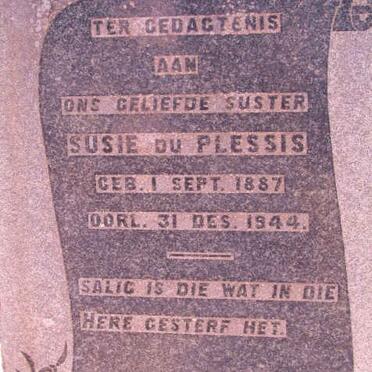 TER GEDAGTENIS
AAN
ONS GELIEFDE SUSTER
SUSIE DU PLESSIS
GEB. 1 SEPT. 1887
OORL. 31 DES. 1944.
SALIG IS DIE WAT IN DIE
HERE GESTERF HET.